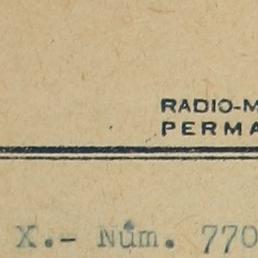 RADIO-M
PERMA
X.- Núm. 770